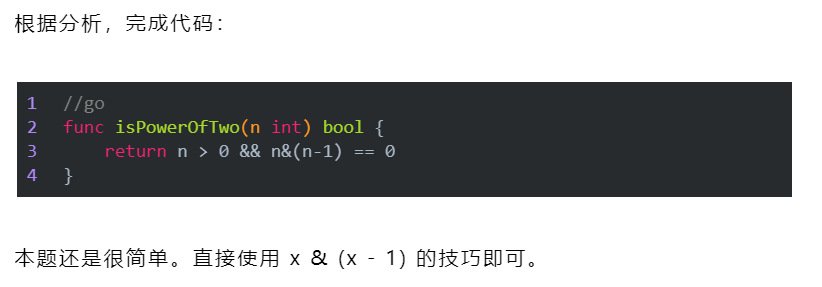 根据分析，完成代码：
1 //go
2 func isPowerOfTwo(n int) bool {
3     return n > 0 && n&(n-1) == 0
4 }
本题还是很简单。直接使用 x & (x - 1) 的技巧即可。